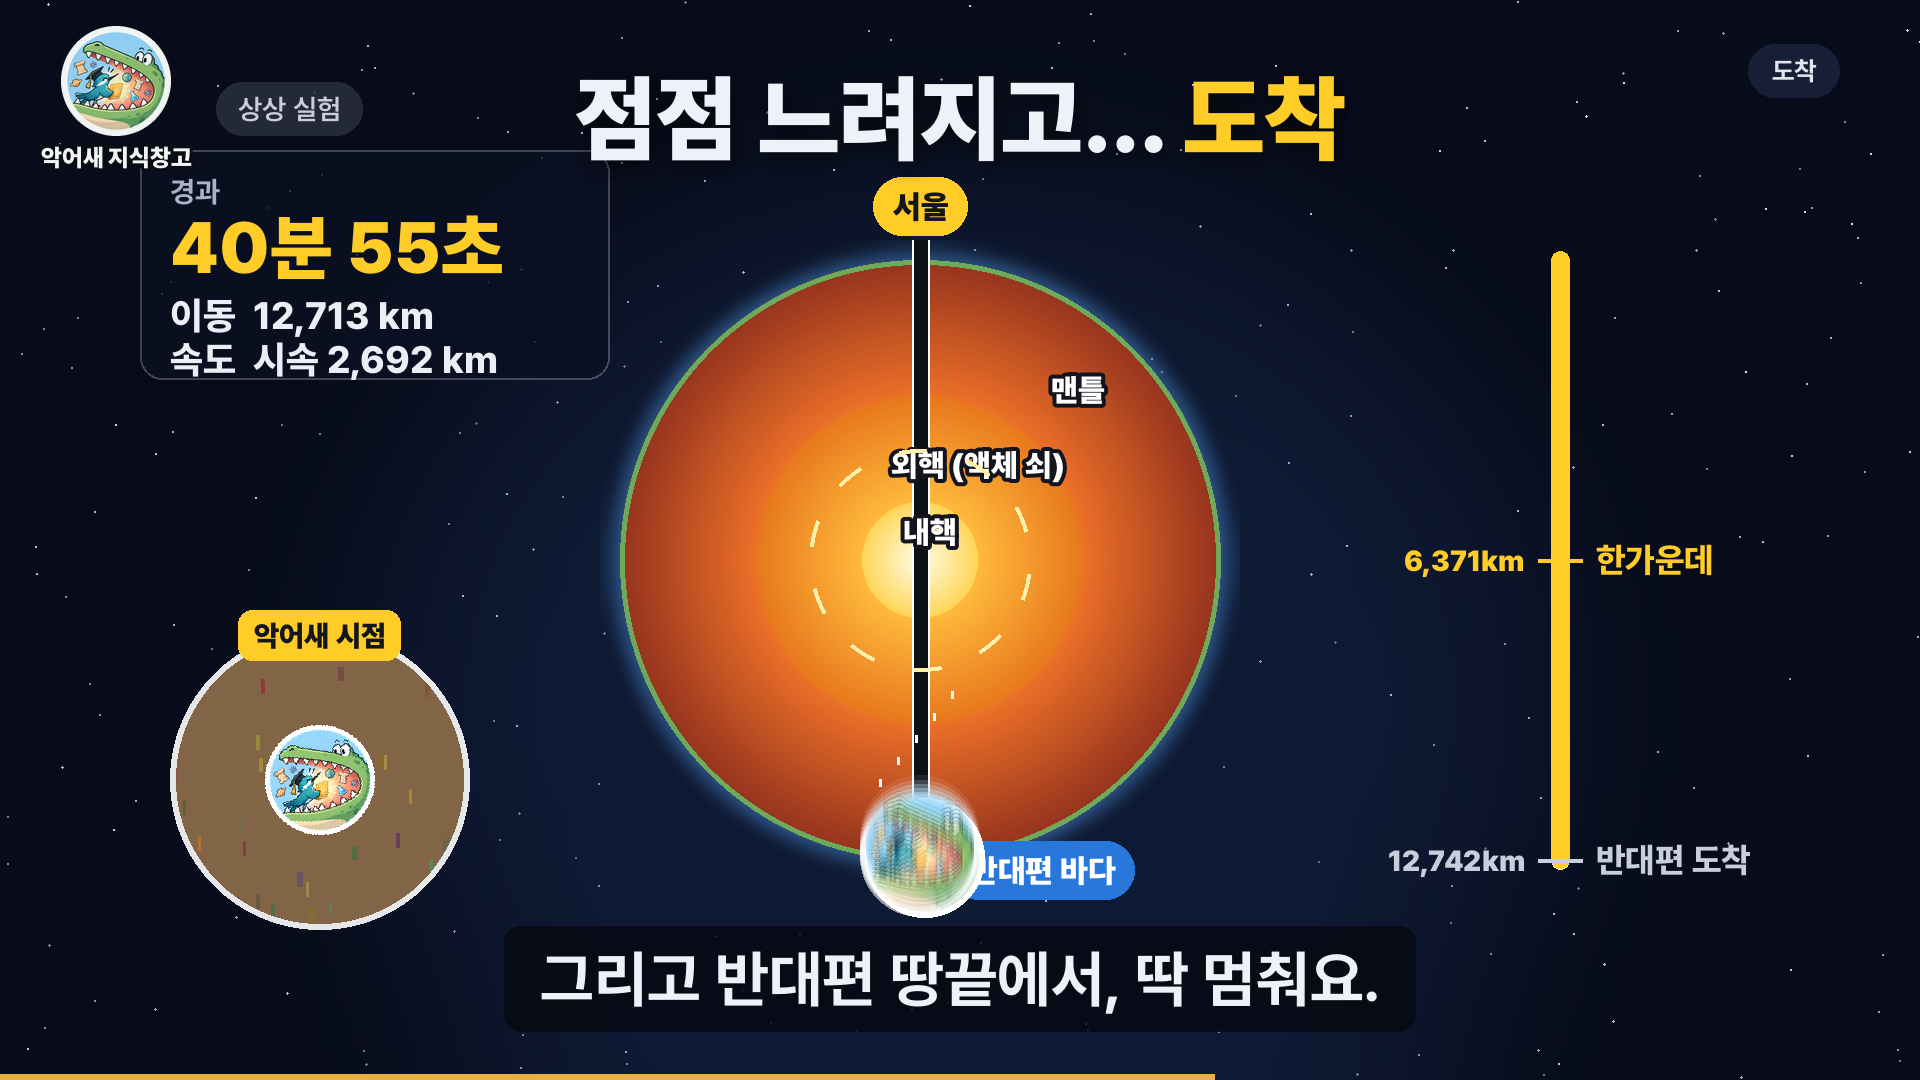 상상 실험
점점 느려지고... 도착
도착
악어새 지식창고
경과
40분 55초
이동 12,713 km
속도 시속 2,692 km
서울
맨틀
외핵 (액체 쇠)
내핵
6,371km 한가운데
악어새 시점
12,742km 반대편 도착
반대편 바다
그리고 반대편 땅끝에서, 딱 멈춰요.